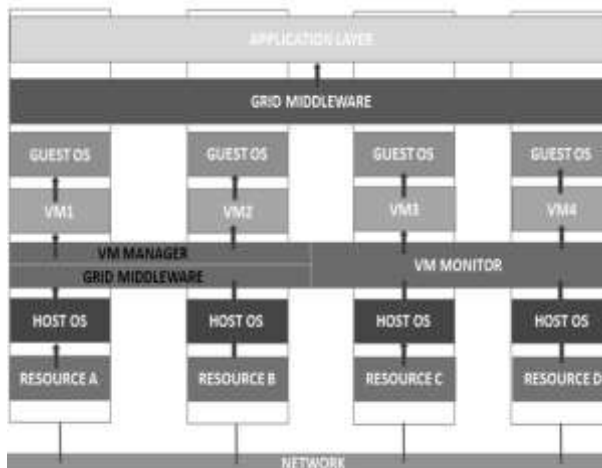 APPLICATION LAYER
GRID MIDDLEWARE
GUEST OS GUEST OS GUEST OS GUEST OS
VM1 VM2 VM3 VM4
VM MANAGER
GRID MIDDLEWARE
VM MONITOR
HOST OS HOST OS HOST OS HOST OS
RESOURCE A RESOURCE B RESOURCE C RESOURCE D
NETWORK